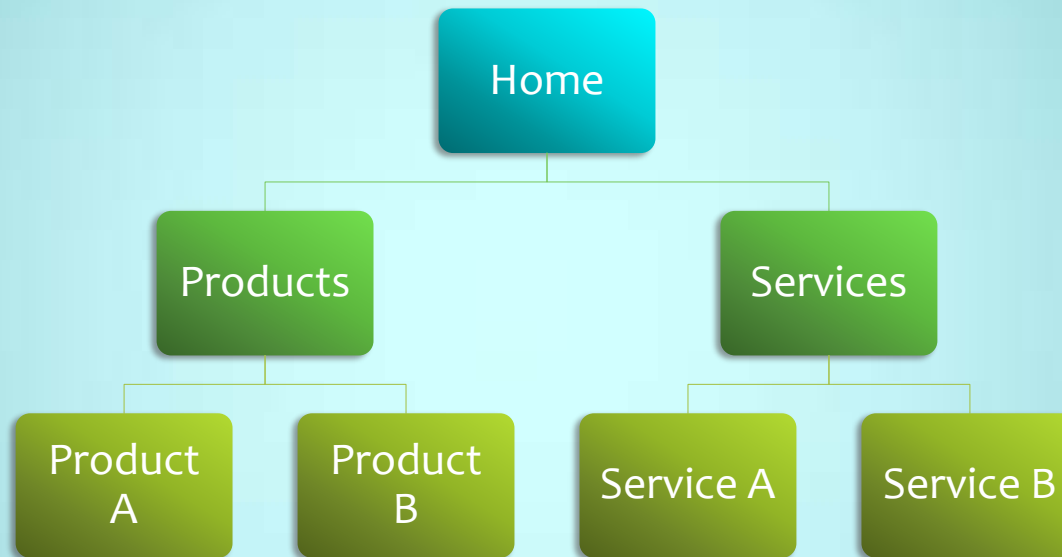 Home
Products
Services
Product
A
Product
B
Service A
Service B